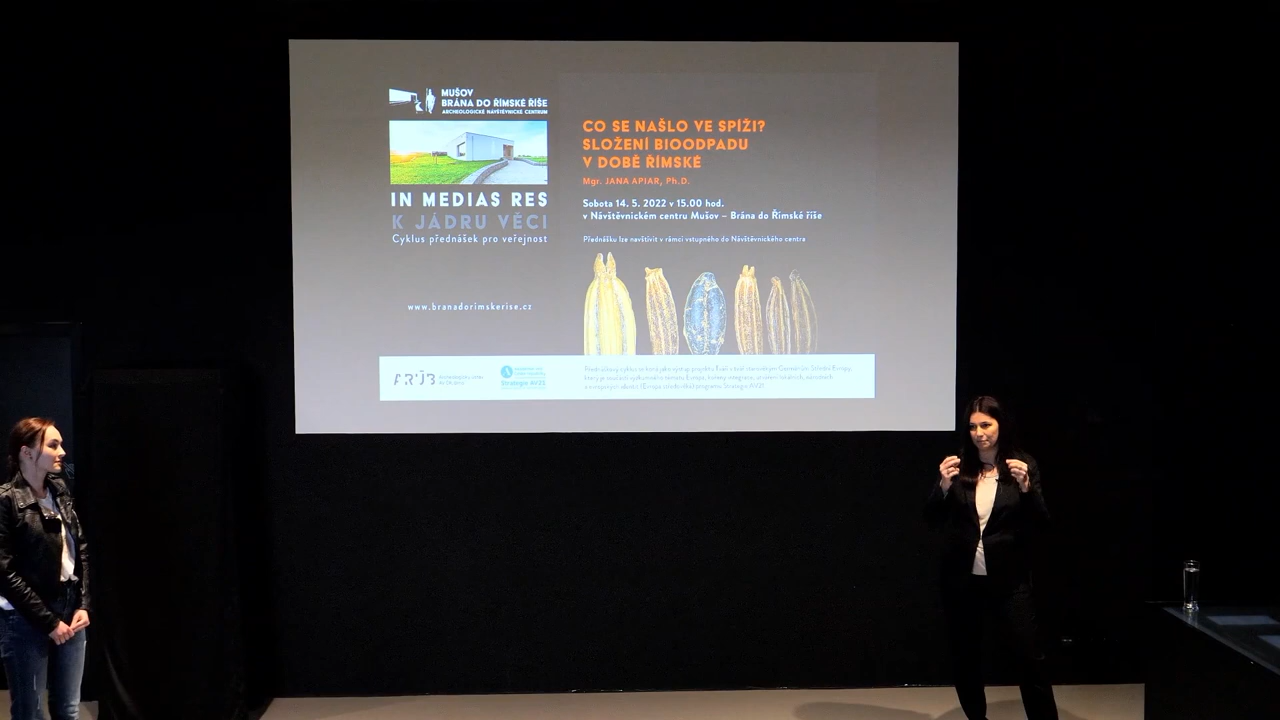 MUŠOV
BRÁNA DO ŘÍMSKÉ ŘÍŠE
ARCHEOLOGICKÉ NÁVŠTĚVNICKÉ CENTRUM
IN MEDIAS RES
K JÁDRU VĚCI
Cyklus přednášek pro veřejnost
www.branadorimskerise.cz
CO SE NAŠLO VE SPÍŽI?
SLOŽENÍ BIOODPADU
V DOBĚ ŘÍMSKÉ
Mgr. JANA APIAR, Ph.D.
Sobota 14. 5. 2022 v 15.00 hod.
v Návštěvnickém centru Mušov – Brána do Římské říše
Přednášku lze navštívit v rámci vstupného do Návštěvnického centra
Strategie AV21